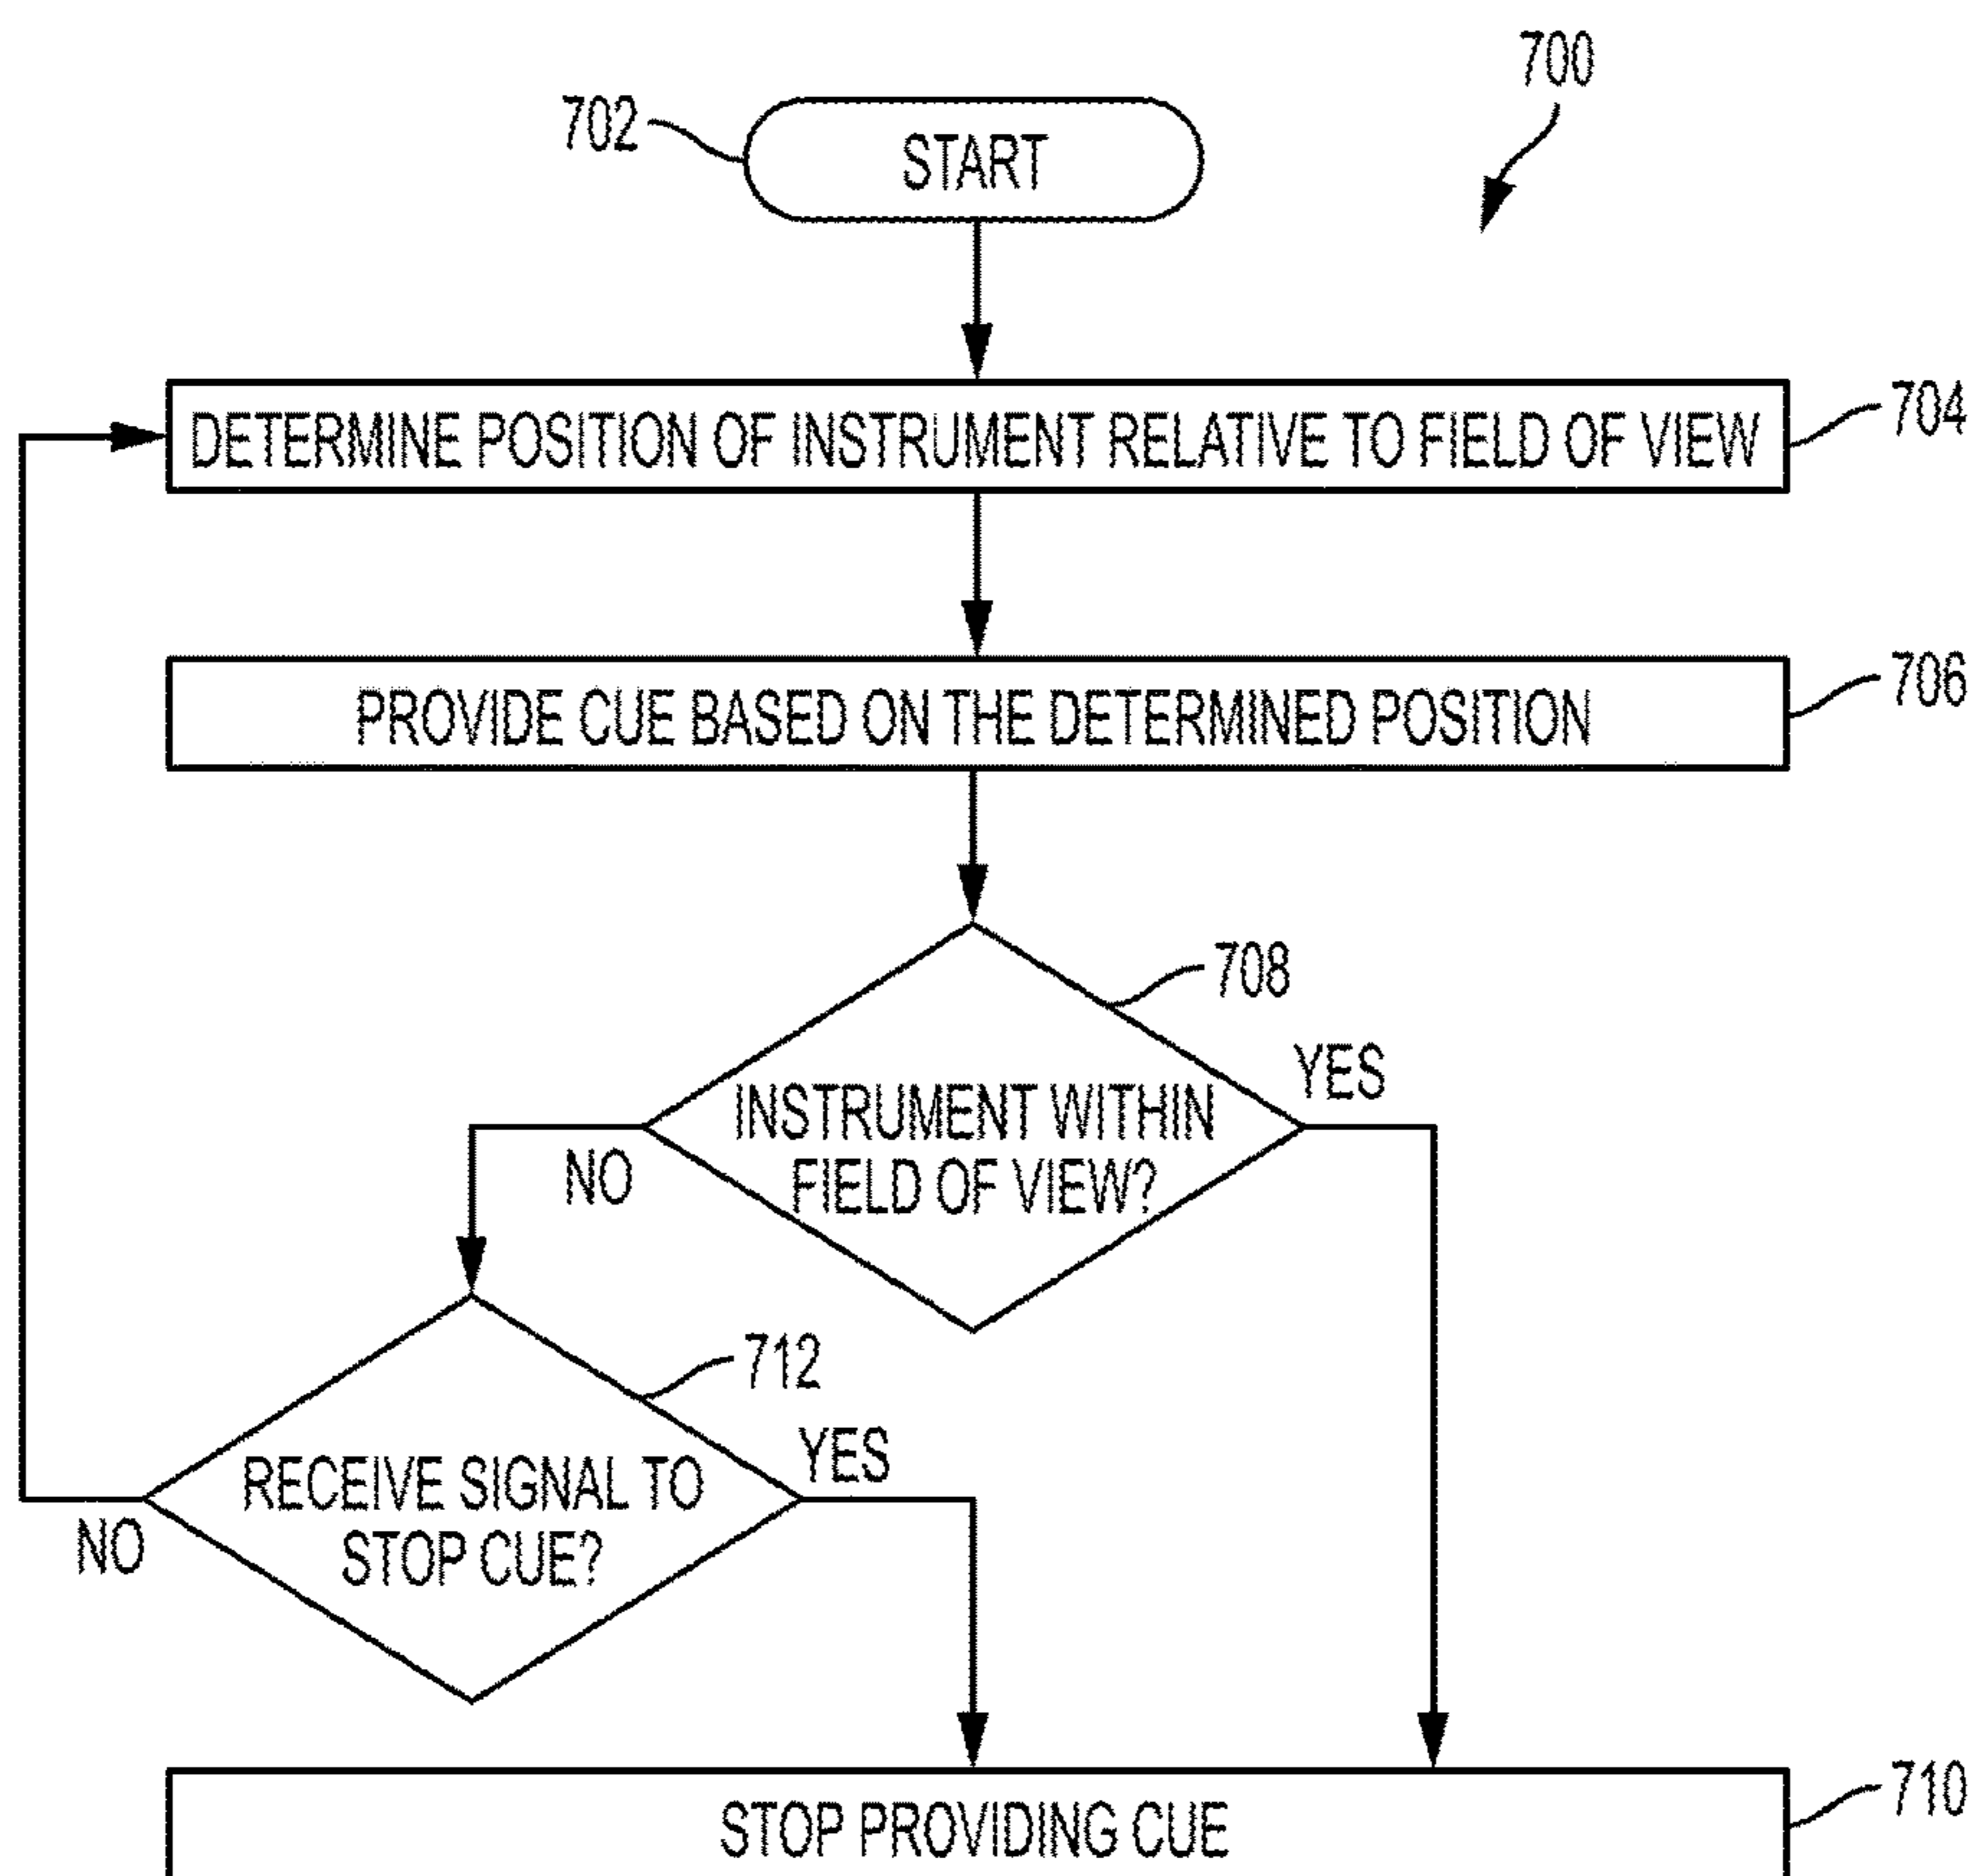 700
702
START
DETERMINE POSITION OF INSTRUMENT RELATIVE TO FIELD OF VIEW
704
PROVIDE CUE BASED ON THE DETERMINED POSITION
706
708
INSTRUMENT WITHIN
FIELD OF VIEW?
YES
NO
712
RECEIVE SIGNAL TO
STOP CUE?
YES
NO
STOP PROVIDING CUE
710